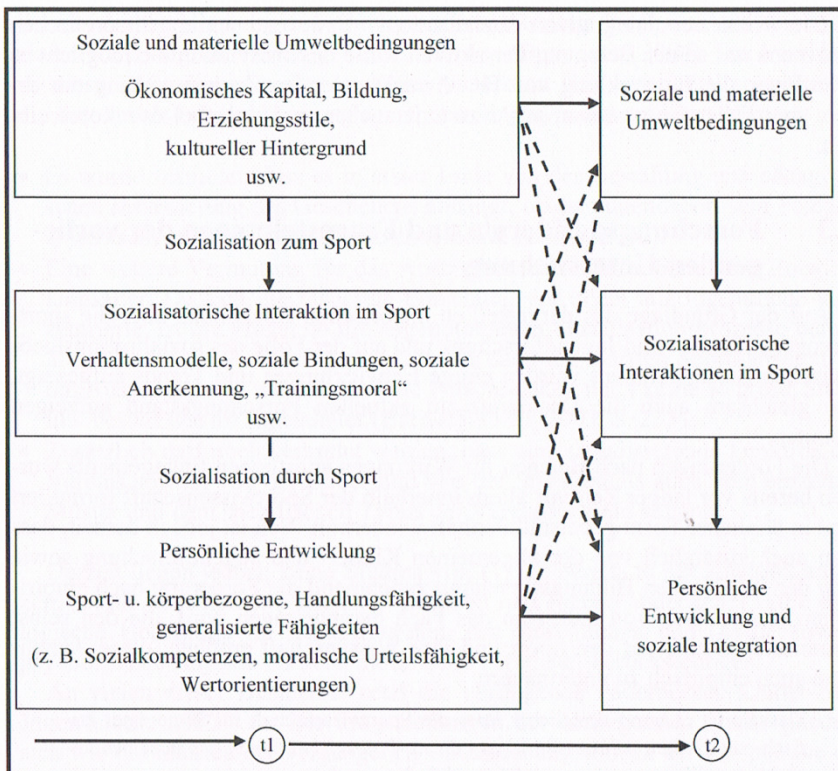 Soziale und materielle Umweltbedingungen
Ökonomisches Kapital, Bildung,
Erziehungsstile,
kultureller Hintergrund
usw.
Sozialisation zum Sport
Sozialisatorische Interaktion im Sport
Verhaltensmodelle, soziale Bindungen, soziale
Anerkennung, „Trainingsmoral“
usw.
Sozialisation durch Sport
Persönliche Entwicklung
Sport- u. körperbezogene, Handlungsfähigkeit,
generalisierte Fähigkeiten
(z. B. Sozialkompetenzen, moralische Urteilsfähigkeit,
Wertorientierungen)
Soziale und materielle
Umweltbedingungen
Sozialisatorische
Interaktionen im Sport
Persönliche
Entwicklung und
soziale Integration
t1
t2